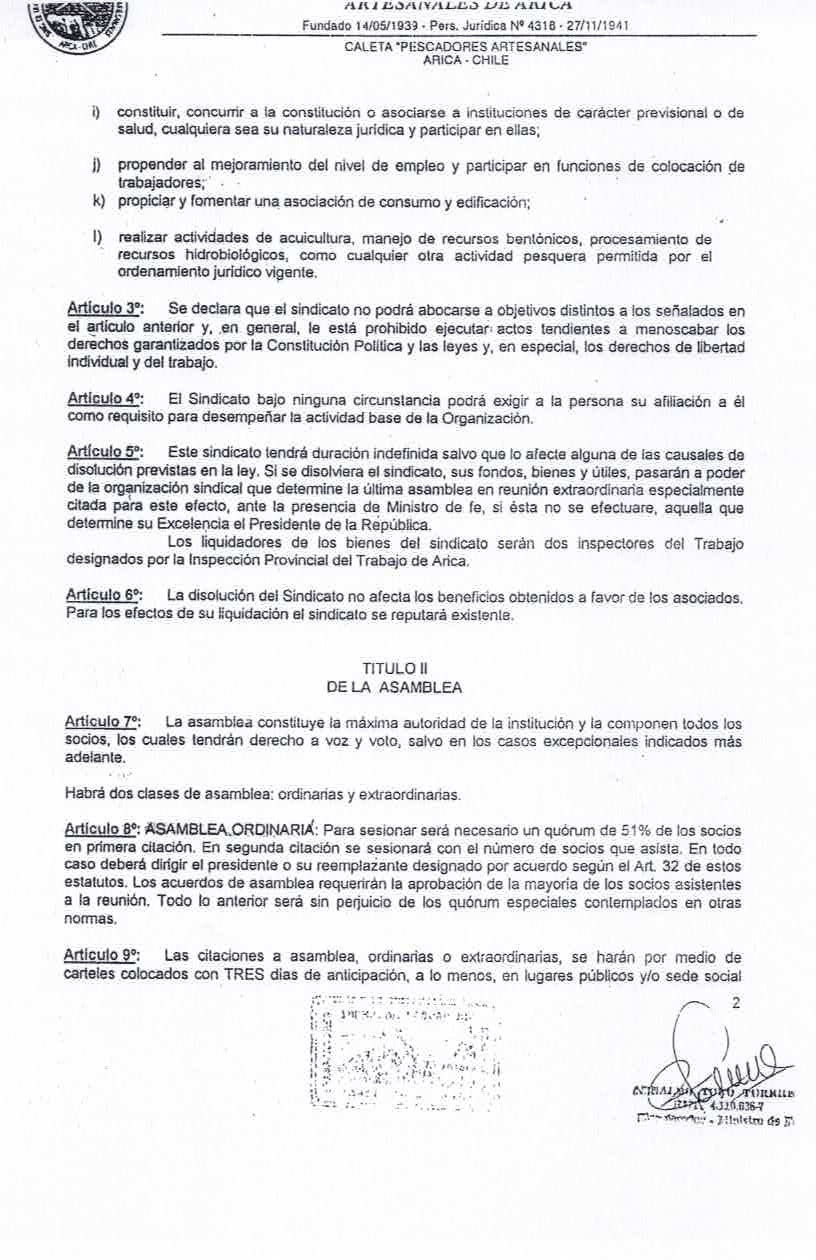 ARTESANALES DE ARICA
Fundado 14/05/1939 - Pers. Jurídica Nº 4318 - 27/11/1941
CALETA "PESCADORES ARTESANALES"
ARICA - CHILE
ARICA - CHILE
i) constituir, concurrir a la constitución o asociarse a instituciones de carácter previsional o de
salud, cualquiera sea su naturaleza jurídica y participar en ellas;
j) propender al mejoramiento del nivel de empleo y participar en funciones de colocación de
trabajadores;
k) propiciar y fomentar una asociación de consumo y edificación;
l) realizar actividades de acuicultura, manejo de recursos bentónicos, procesamiento de
recursos hidrobiológicos, como cualquier otra actividad pesquera permitida por el
ordenamiento jurídico vigente.
Artículo 3º: Se declara que el sindicato no podrá abocarse a objetivos distintos a los señalados en
el artículo anterior y, en general, le está prohibido ejecutar actos tendientes a menoscabar los
derechos garantizados por la Constitución Política y las leyes y, en especial, los derechos de libertad
individual y del trabajo.
Artículo 4º: El Sindicato bajo ninguna circunstancia podrá exigir a la persona su afiliación a él
como requisito para desempeñar la actividad base de la Organización.
Artículo 5º: Este sindicato tendrá duración indefinida salvo que lo afecte alguna de las causales de
disolución previstas en la ley. Si se disolviera el sindicato, sus fondos, bienes y útiles, pasarán a poder
de la organización sindical que determine la última asamblea en reunión extraordinaria especialmente
citada para este efecto, ante la presencia de Ministro de fe, si ésta no se efectuare, aquella que
determine su Excelencia el Presidente de la República.
Los liquidadores de los bienes del sindicato serán dos inspectores del Trabajo
designados por la Inspección Provincial del Trabajo de Arica.
Artículo 6º: La disolución del Sindicato no afecta los beneficios obtenidos a favor de los asociados.
Para los efectos de su liquidación el sindicato se reputará existente.
TITULO II
DE LA ASAMBLEA
Artículo 7º: La asamblea constituye la máxima autoridad de la institución y la componen todos los
socios, los cuales tendrán derecho a voz y voto, salvo en los casos excepcionales indicados más
adelante.
Habrá dos clases de asamblea: ordinarias y extraordinarias.
Artículo 8º: ASAMBLEA ORDINARIA: Para sesionar será necesario un quórum de 51% de los socios
en primera citación. En segunda citación se sesionará con el número de socios que asista. En todo
caso deberá dirigir el presidente o su reemplazante designado por acuerdo según el Art. 32 de estos
estatutos. Los acuerdos de asamblea requerirán la aprobación de la mayoría de los socios asistentes
a la reunión. Todo lo anterior será sin perjuicio de los quórum especiales contemplados en otras
normas.
Artículo 9º: Las citaciones a asamblea, ordinarias o extraordinarias, se harán por medio de
carteles colocados con TRES días de anticipación, a lo menos, en lugares públicos y/o sede social
2
- Ministro de F